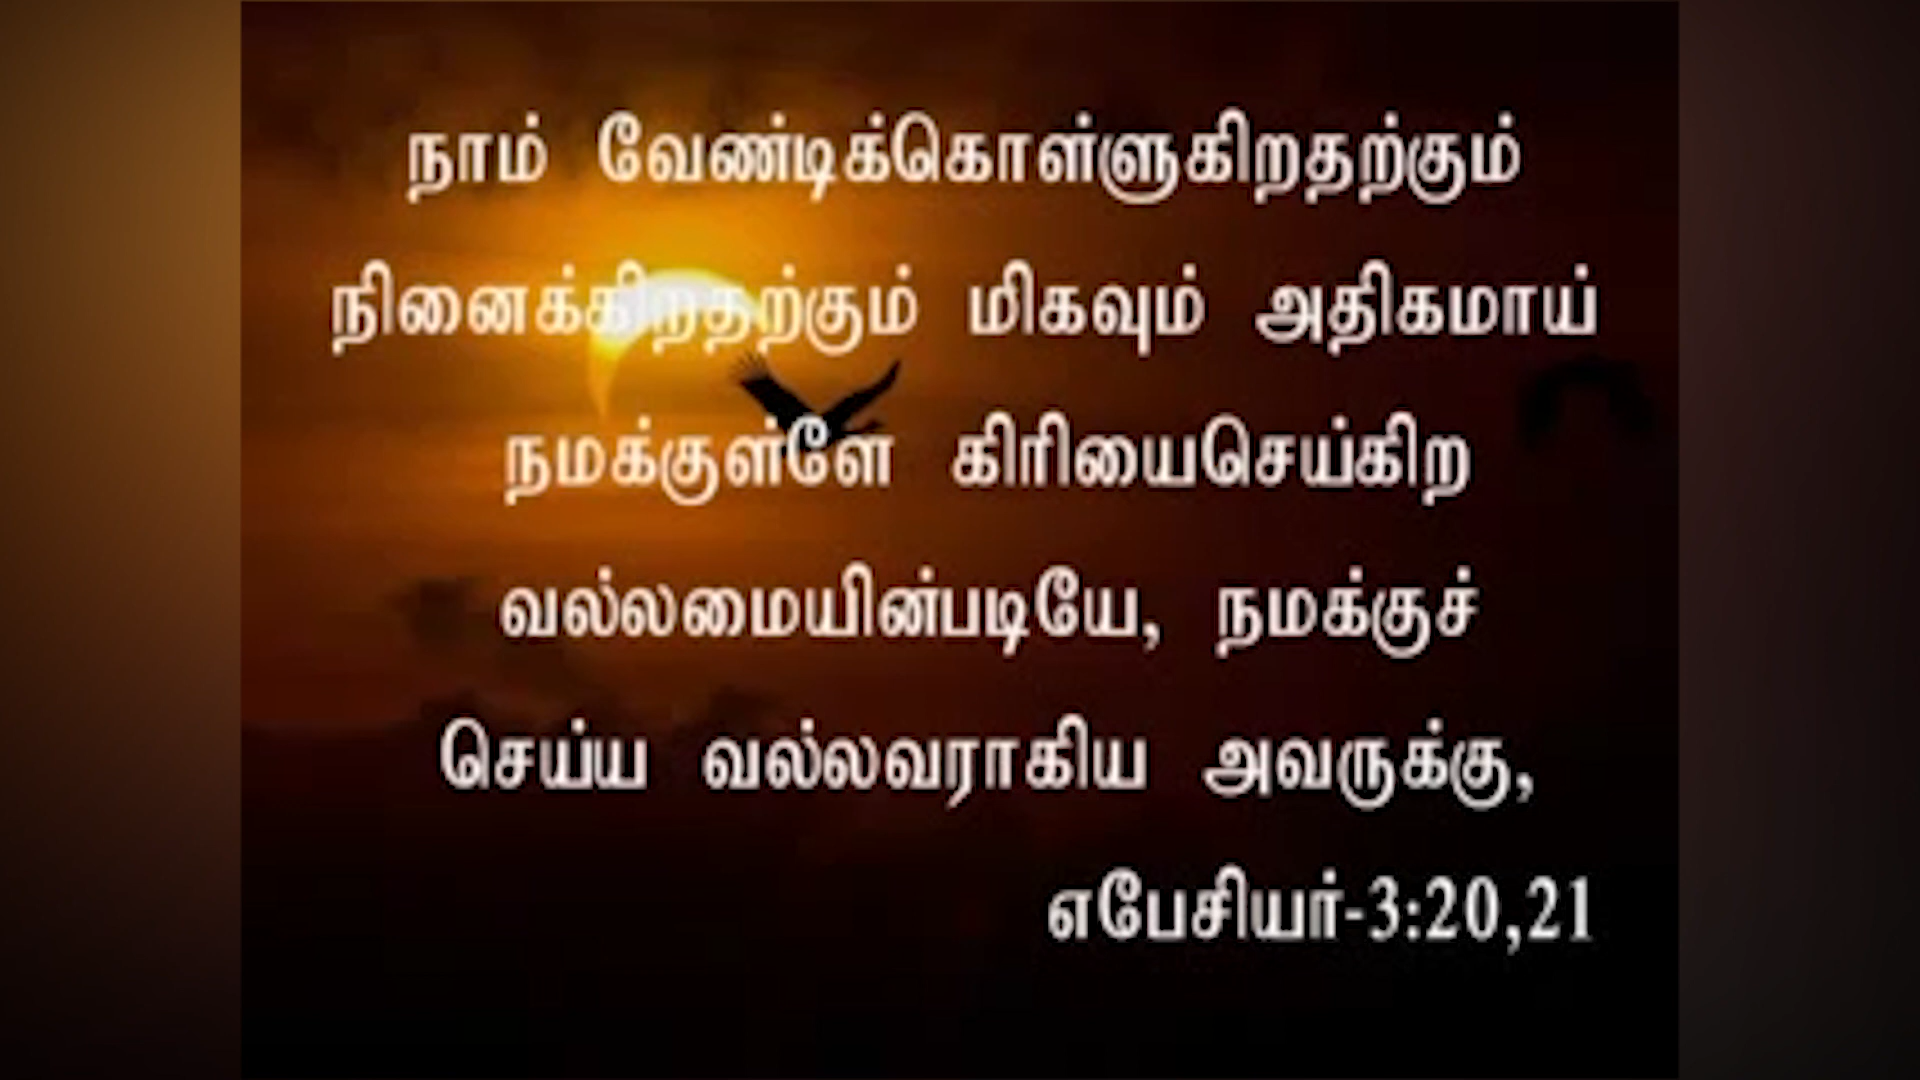 நாம் வேண்டிக்கொள்ளுகிறதற்கும்
நினைக்கிறதற்கும் மிகவும் அதிகமாய்
நமக்குள்ளே கிரியைசெய்கிற
வல்லமையின்படியே, நமக்குச்
செய்ய வல்லவராகிய அவருக்கு,
எபேசியர்-3:20,21